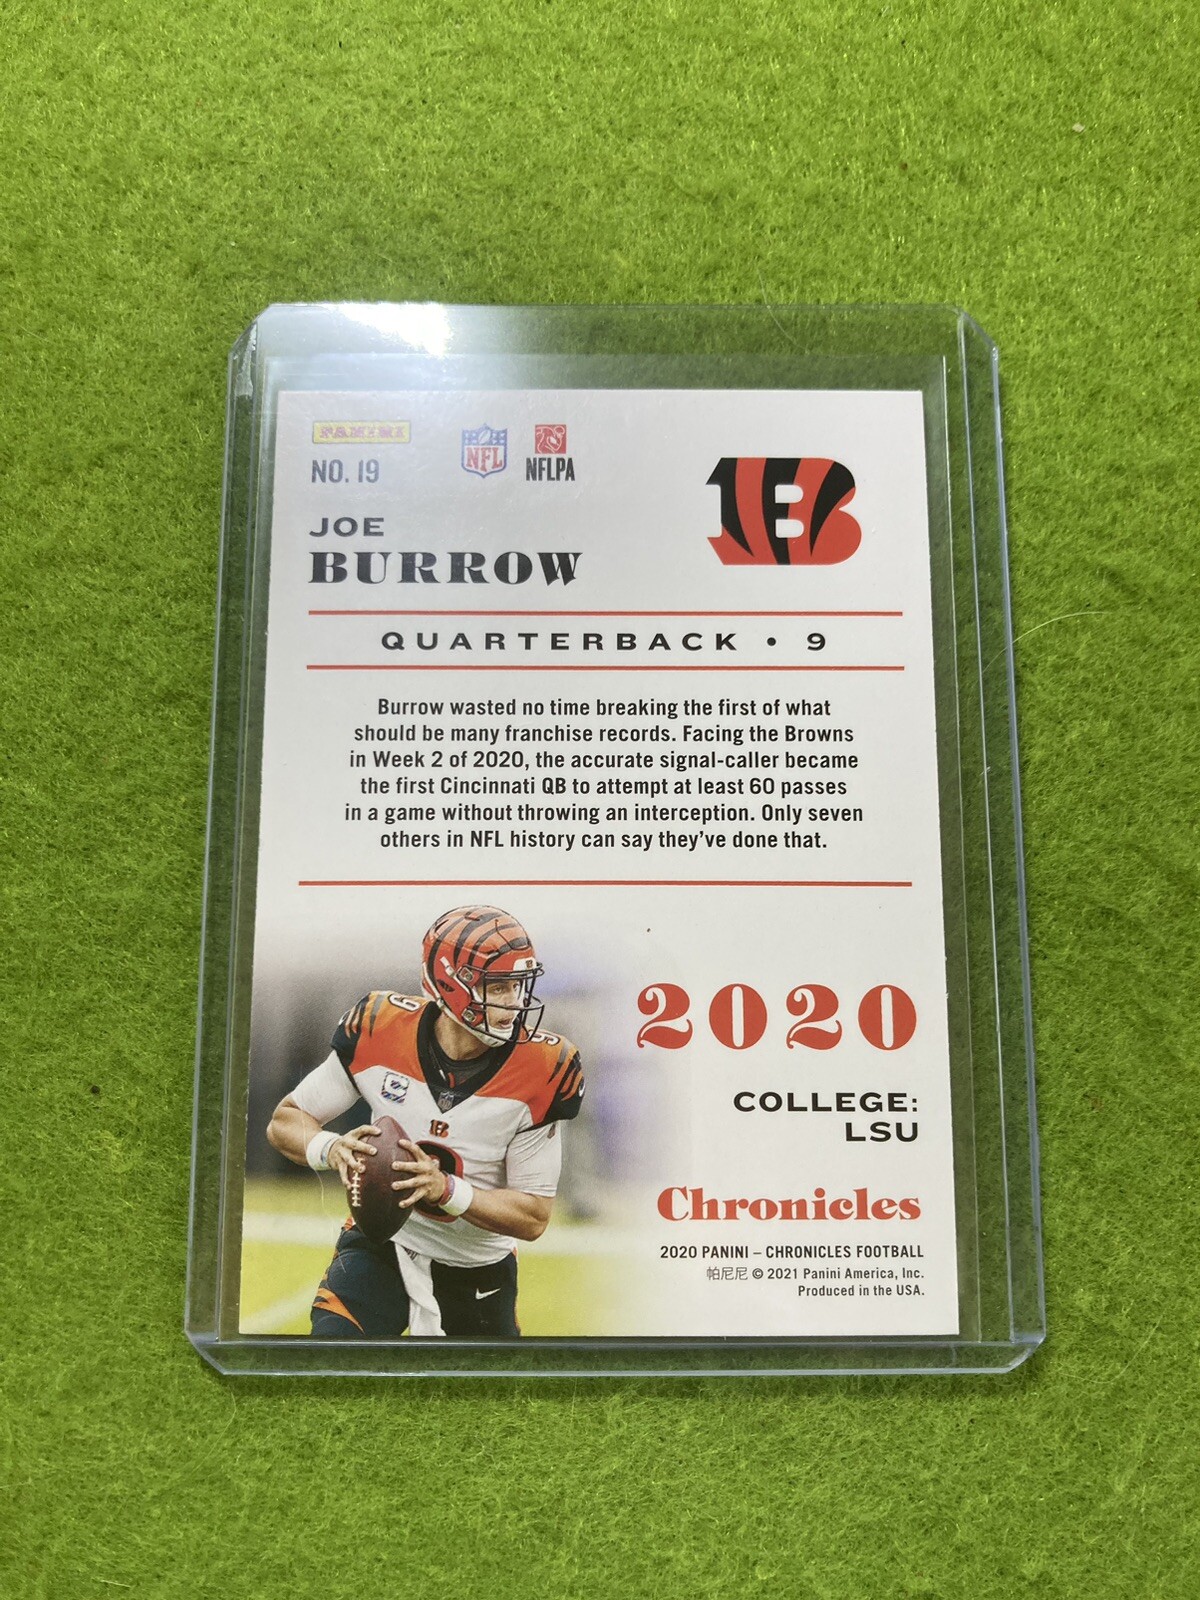 PANINI
NO. 19
NFL
NFLPA
B
JOE
BURROW
QUARTERBACK • 9
Burrow wasted no time breaking the first of what
should be many franchise records. Facing the Browns
in Week 2 of 2020, the accurate signal-caller became
the first Cincinnati QB to attempt at least 60 passes
in a game without throwing an interception. Only seven
others in NFL history can say they've done that.
9
9
B
2020
COLLEGE:
LSU
Chronicles
2020 PANINI – CHRONICLES FOOTBALL
帕尼尼 © 2021 Panini America, Inc.
Produced in the USA.